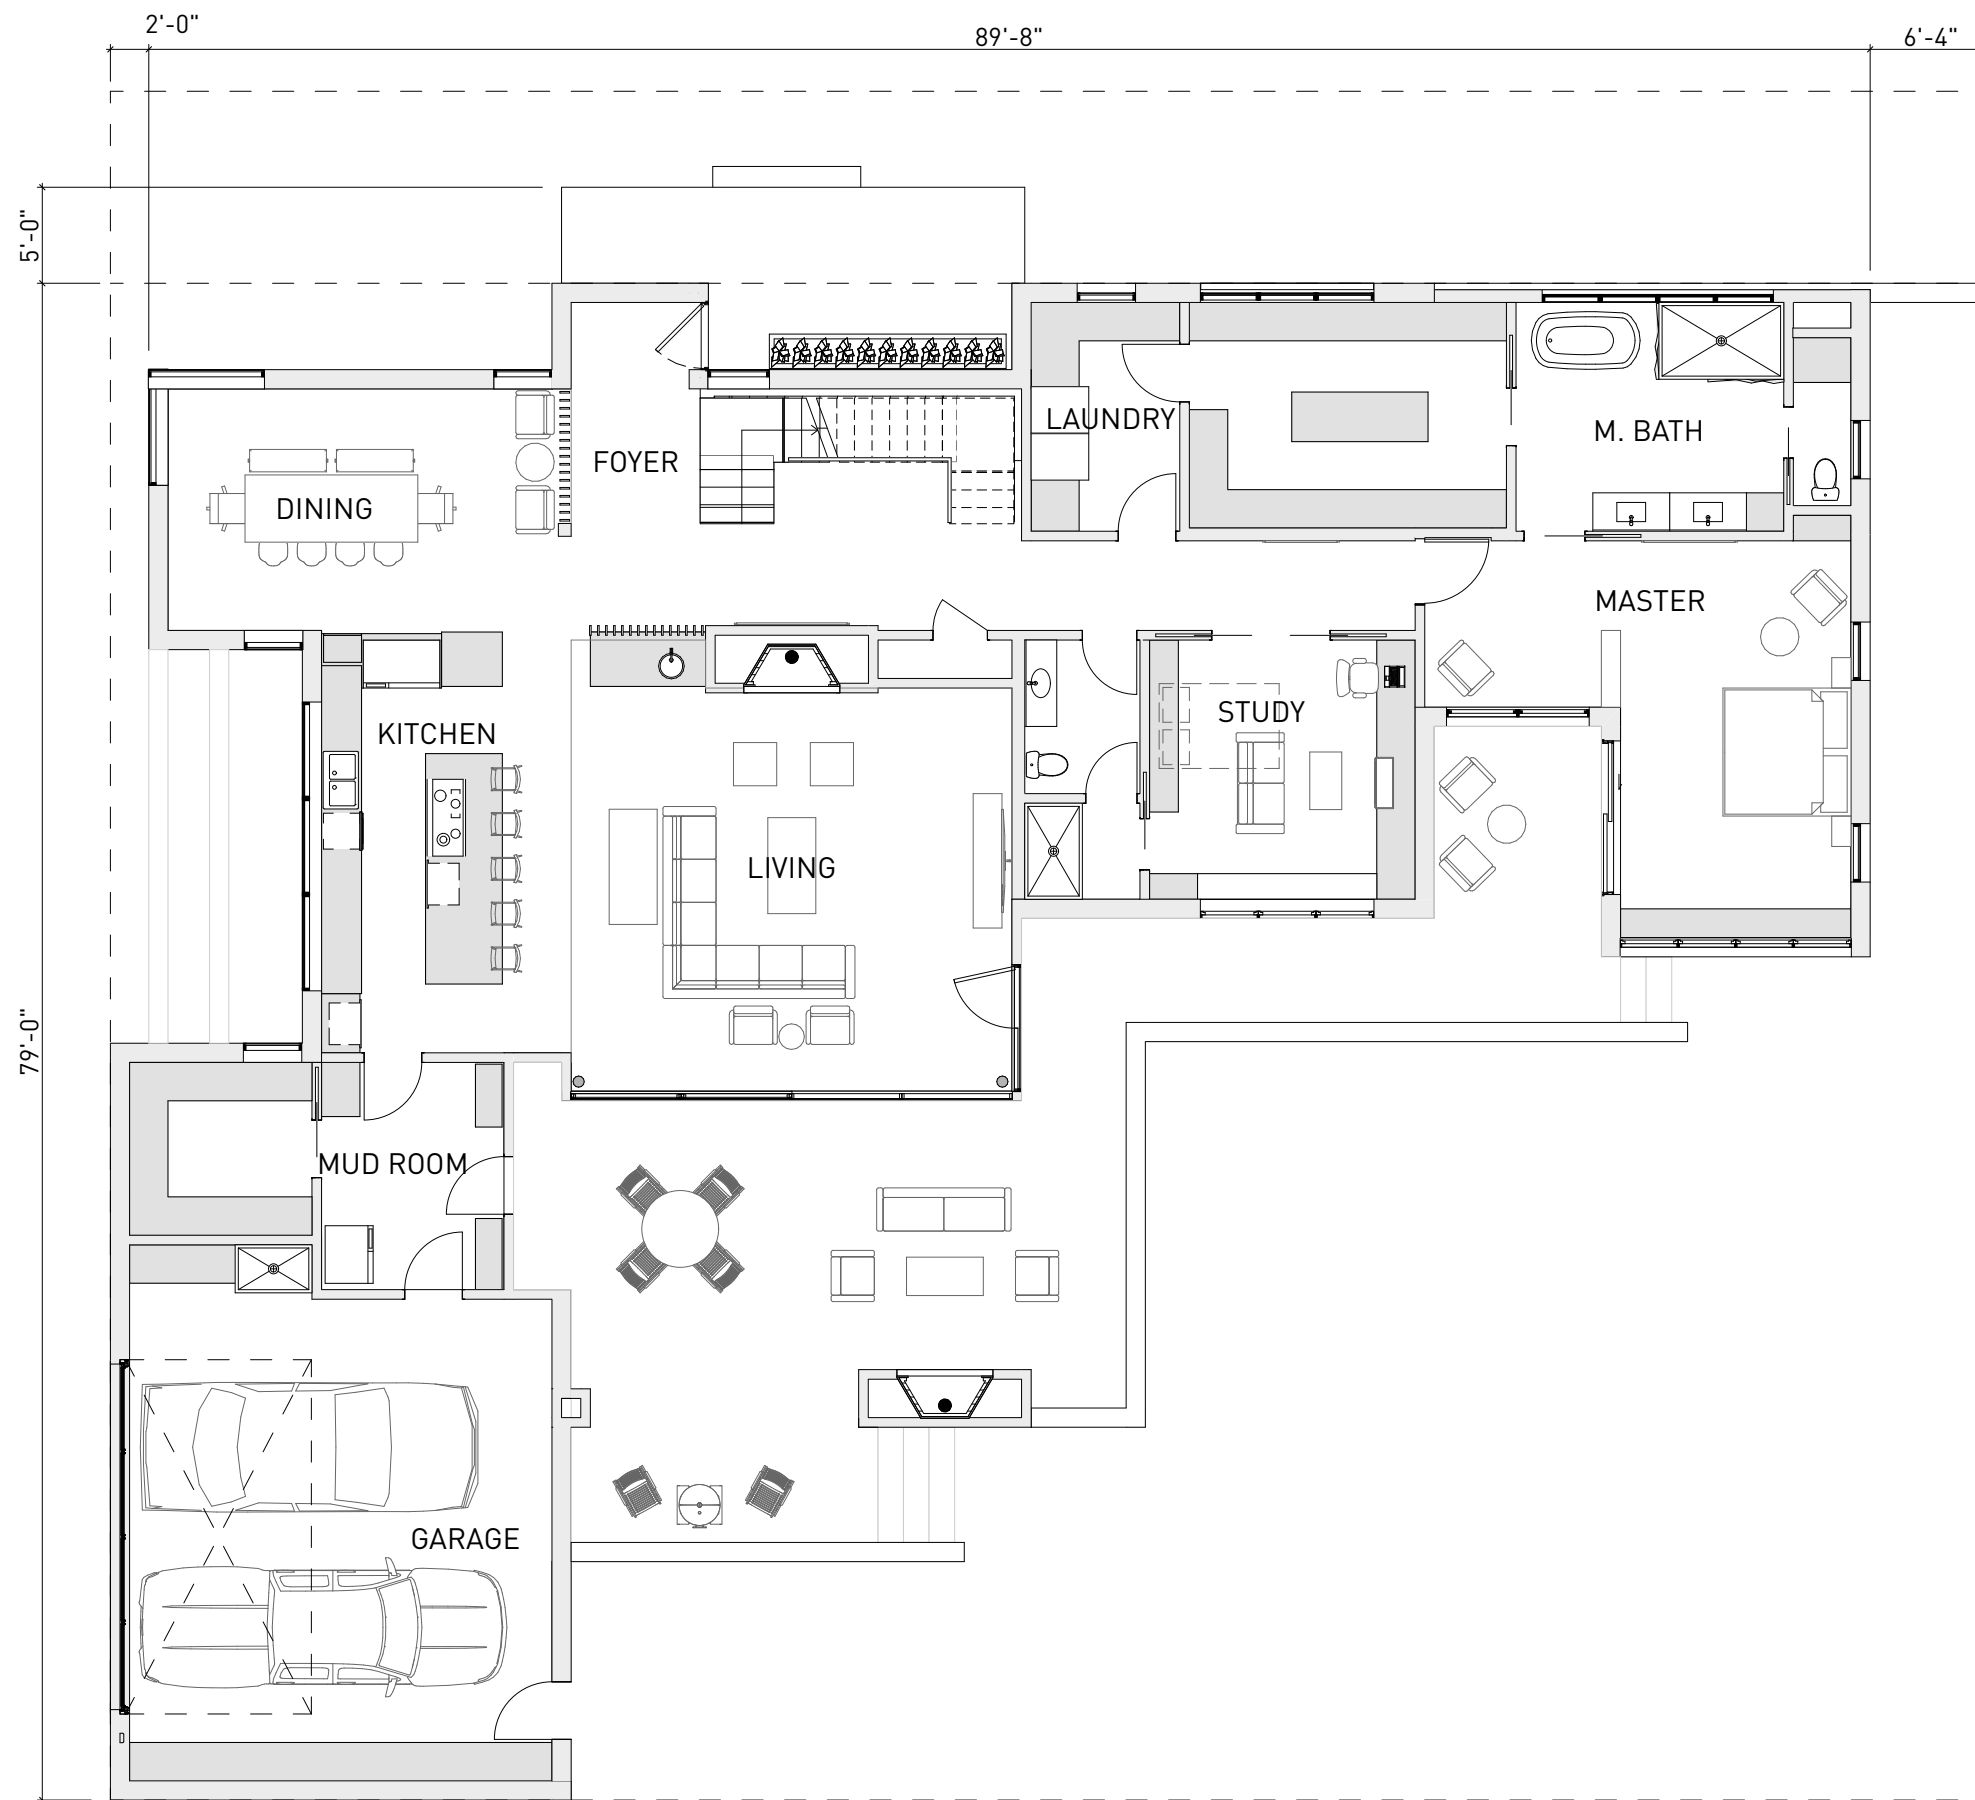 2'-0"
89'-8"
6'-4"
5'-0"
LAUNDRY
M. BATH
FOYER
DINING
MASTER
STUDY
KITCHEN
LIVING
79'-0"
MUD ROOM
GARAGE